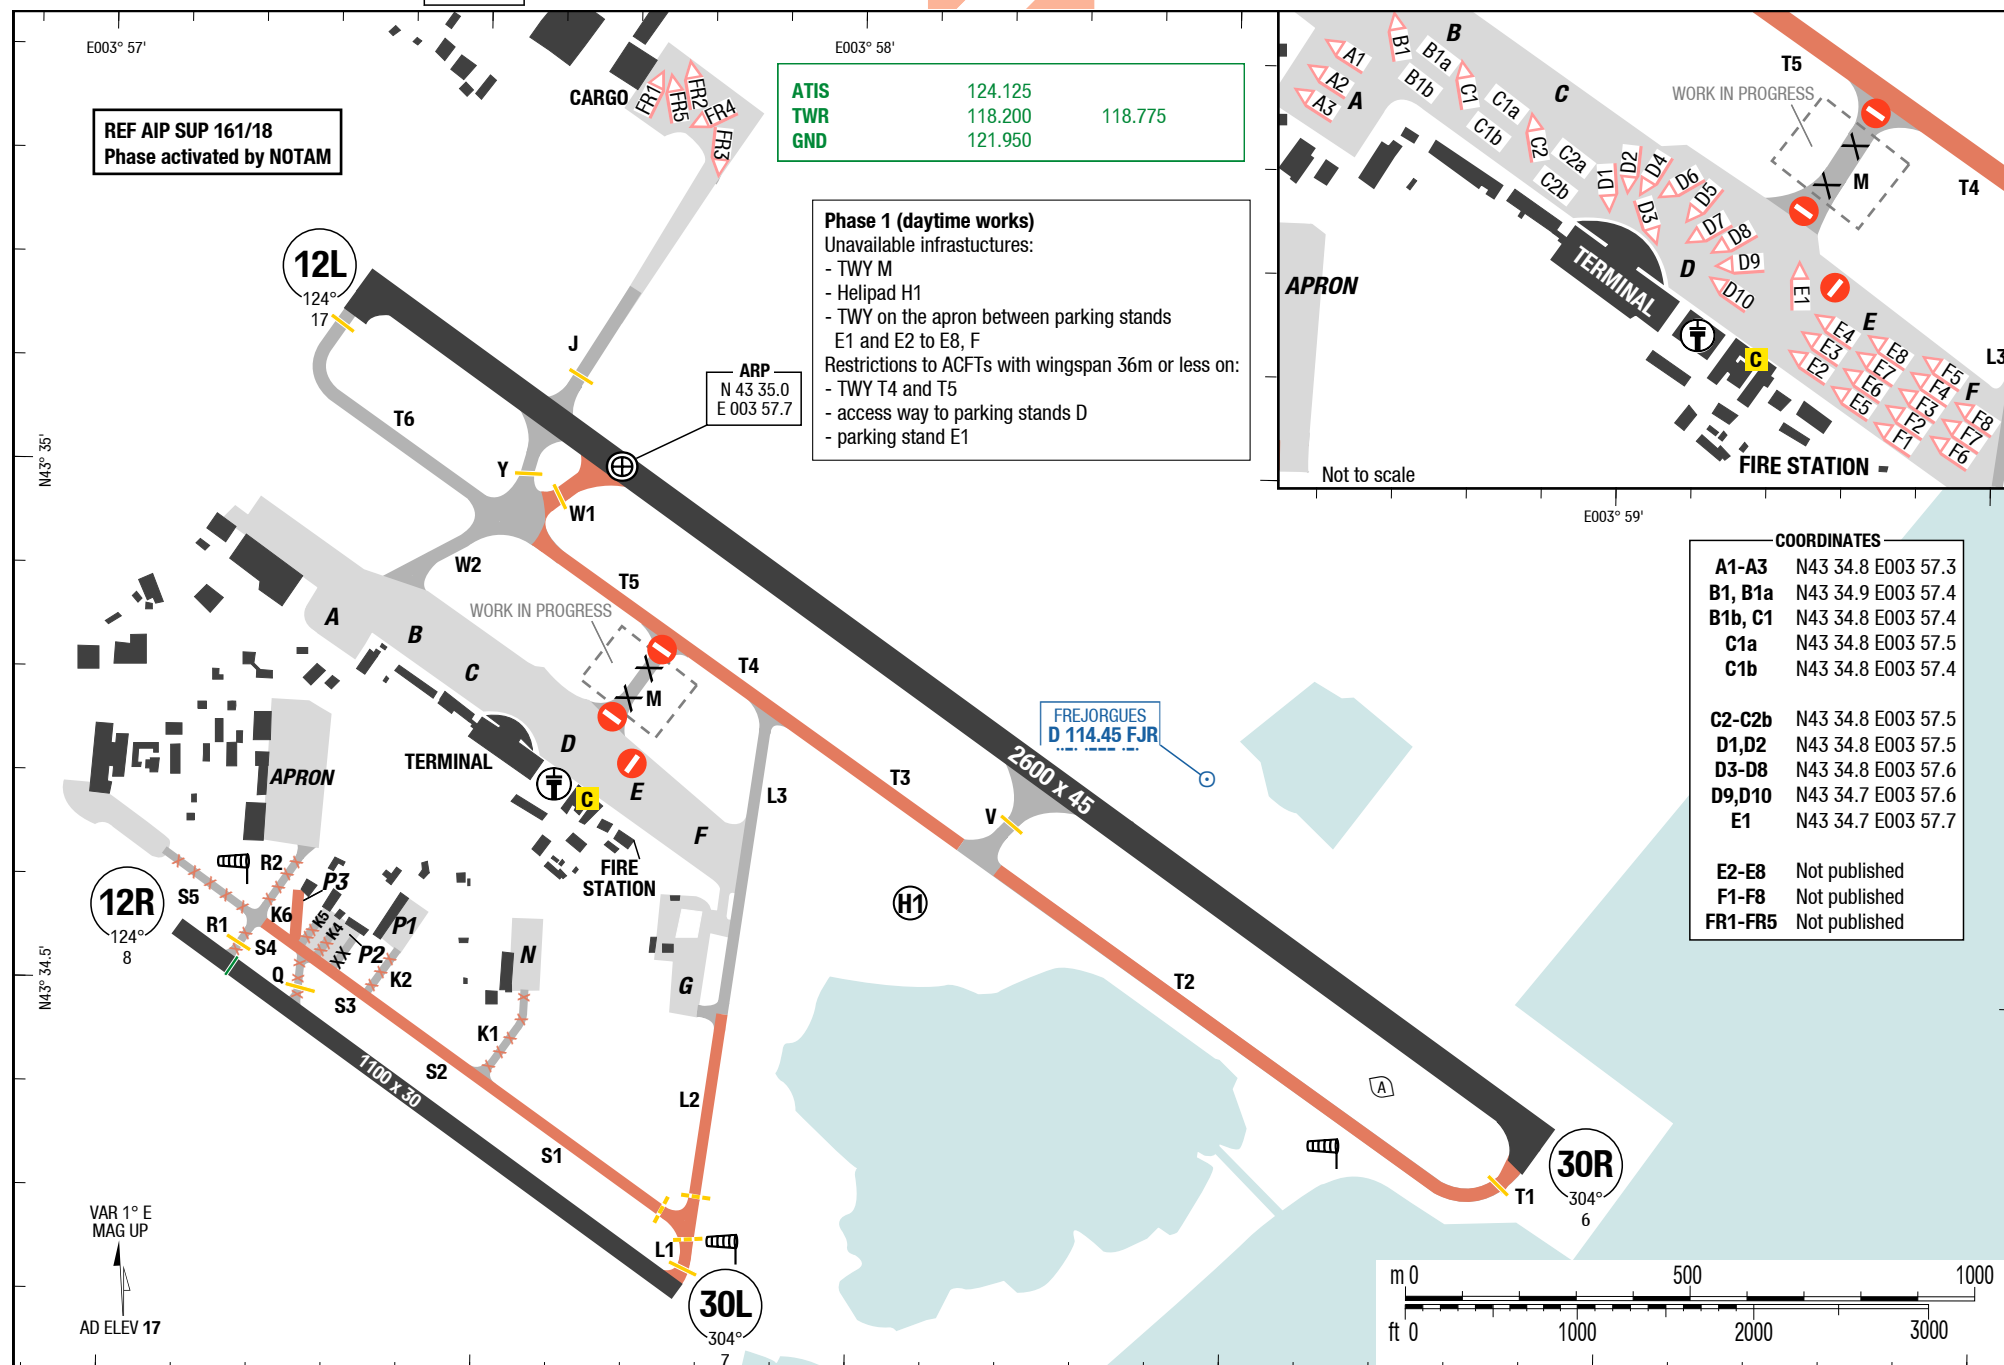 E003° 57'
E003° 58'
REF AIP SUP 161/18
Phase activated by NOTAM
CARGO
FR1
FR5
FR2
FR4
FR3
ATIS 124.125
TWR 118.200 118.775
GND 121.950
Phase 1 (daytime works)
Unavailable infrastuctures:
- TWY M
- Helipad H1
- TWY on the apron between parking stands
E1 and E2 to E8, F
Restrictions to ACFTs with wingspan 36m or less on:
- TWY T4 and T5
- access way to parking stands D
- parking stand E1
12L
124°
17
J
ARP
N 43 35.0
E 003 57.7
T6
Y
W1
W2
T5
WORK IN PROGRESS
N43° 35'
A
B
C
D
E
F
M
T4
T3
T2
T1
V
L3
L2
L1
TERMINAL
C
FIRE
STATION
APRON
FREJORGUES
D 114.45 FJR
2600 x 45
H1
A
G
N
12R
124°
8
S5
R2
R1
S4
K6
K5
K4
P3
P2
P1
K2
Q
S3
K1
S2
S1
1100 x 30
N43° 34.5'
30L
304°
7
30R
304°
6
VAR 1° E
MAG UP
AD ELEV 17
m 0 500 1000
ft 0 1000 2000 3000
A1
A2
A3
A
B1
B
B1a
B1b
C1
C
C1a
C1b
C2
C2a
C2b
D1
D2
D4
D6
D5
D3
D7
D8
D9
D
D10
E1
E
E4
E3
E2
E8
E7
E6
E5
F5
F4
F3
F2
F1
F
F8
F7
F6
T5
WORK IN PROGRESS
M
T4
L3
APRON
TERMINAL
C
FIRE STATION
Not to scale
E003° 59'
COORDINATES
A1-A3 N43 34.8 E003 57.3
B1, B1a N43 34.9 E003 57.4
B1b, C1 N43 34.8 E003 57.4
C1a N43 34.8 E003 57.5
C1b N43 34.8 E003 57.4
C2-C2b N43 34.8 E003 57.5
D1,D2 N43 34.8 E003 57.5
D3-D8 N43 34.8 E003 57.6
D9,D10 N43 34.7 E003 57.6
E1 N43 34.7 E003 57.7
E2-E8 Not published
F1-F8 Not published
FR1-FR5 Not published